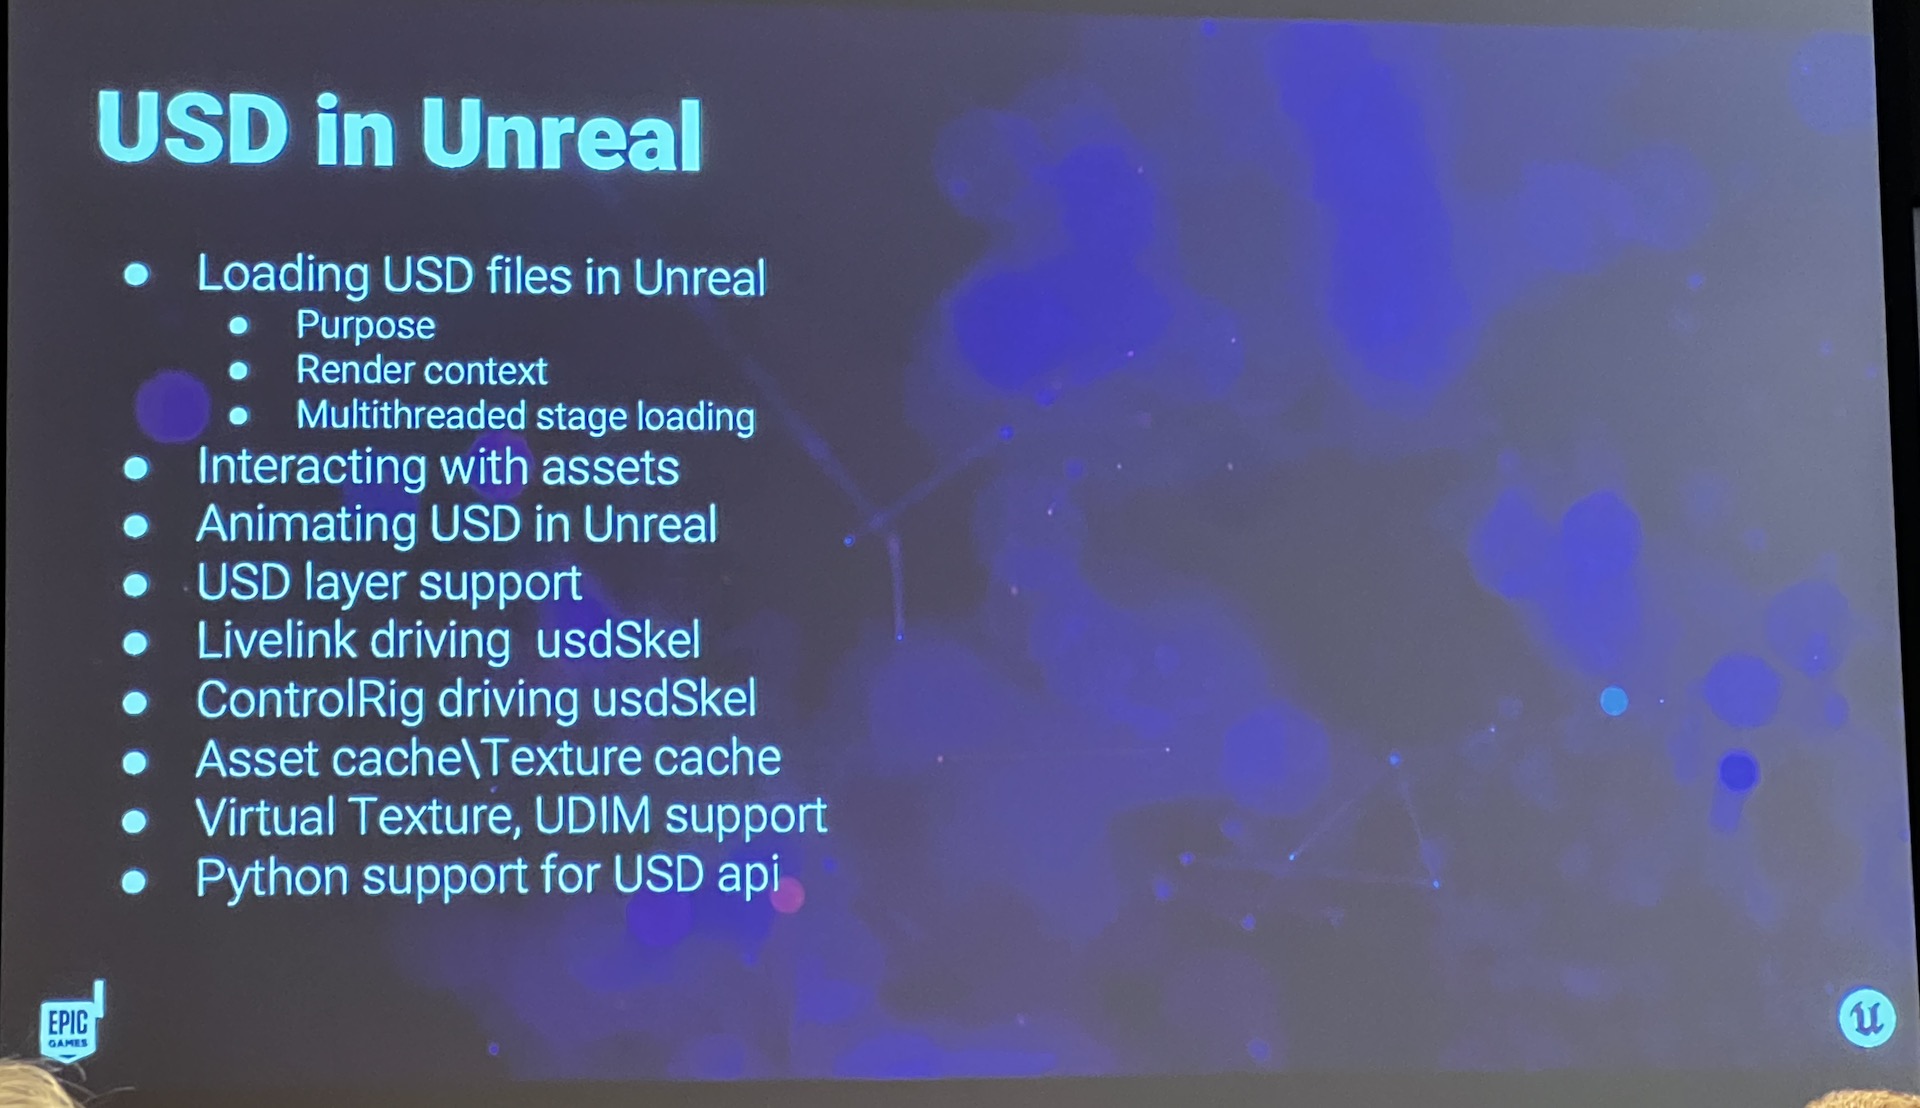 USD in Unreal
Loading USD files in Unreal
Purpose
Render context
Multithreaded stage loading
Interacting with assets
Animating USD in Unreal
USD layer support
Livelink driving  usdSkel
ControlRig driving usdSkel
Asset cache\Texture cache
Virtual Texture, UDIM support
Python support for USD api
EPIC
GAMES